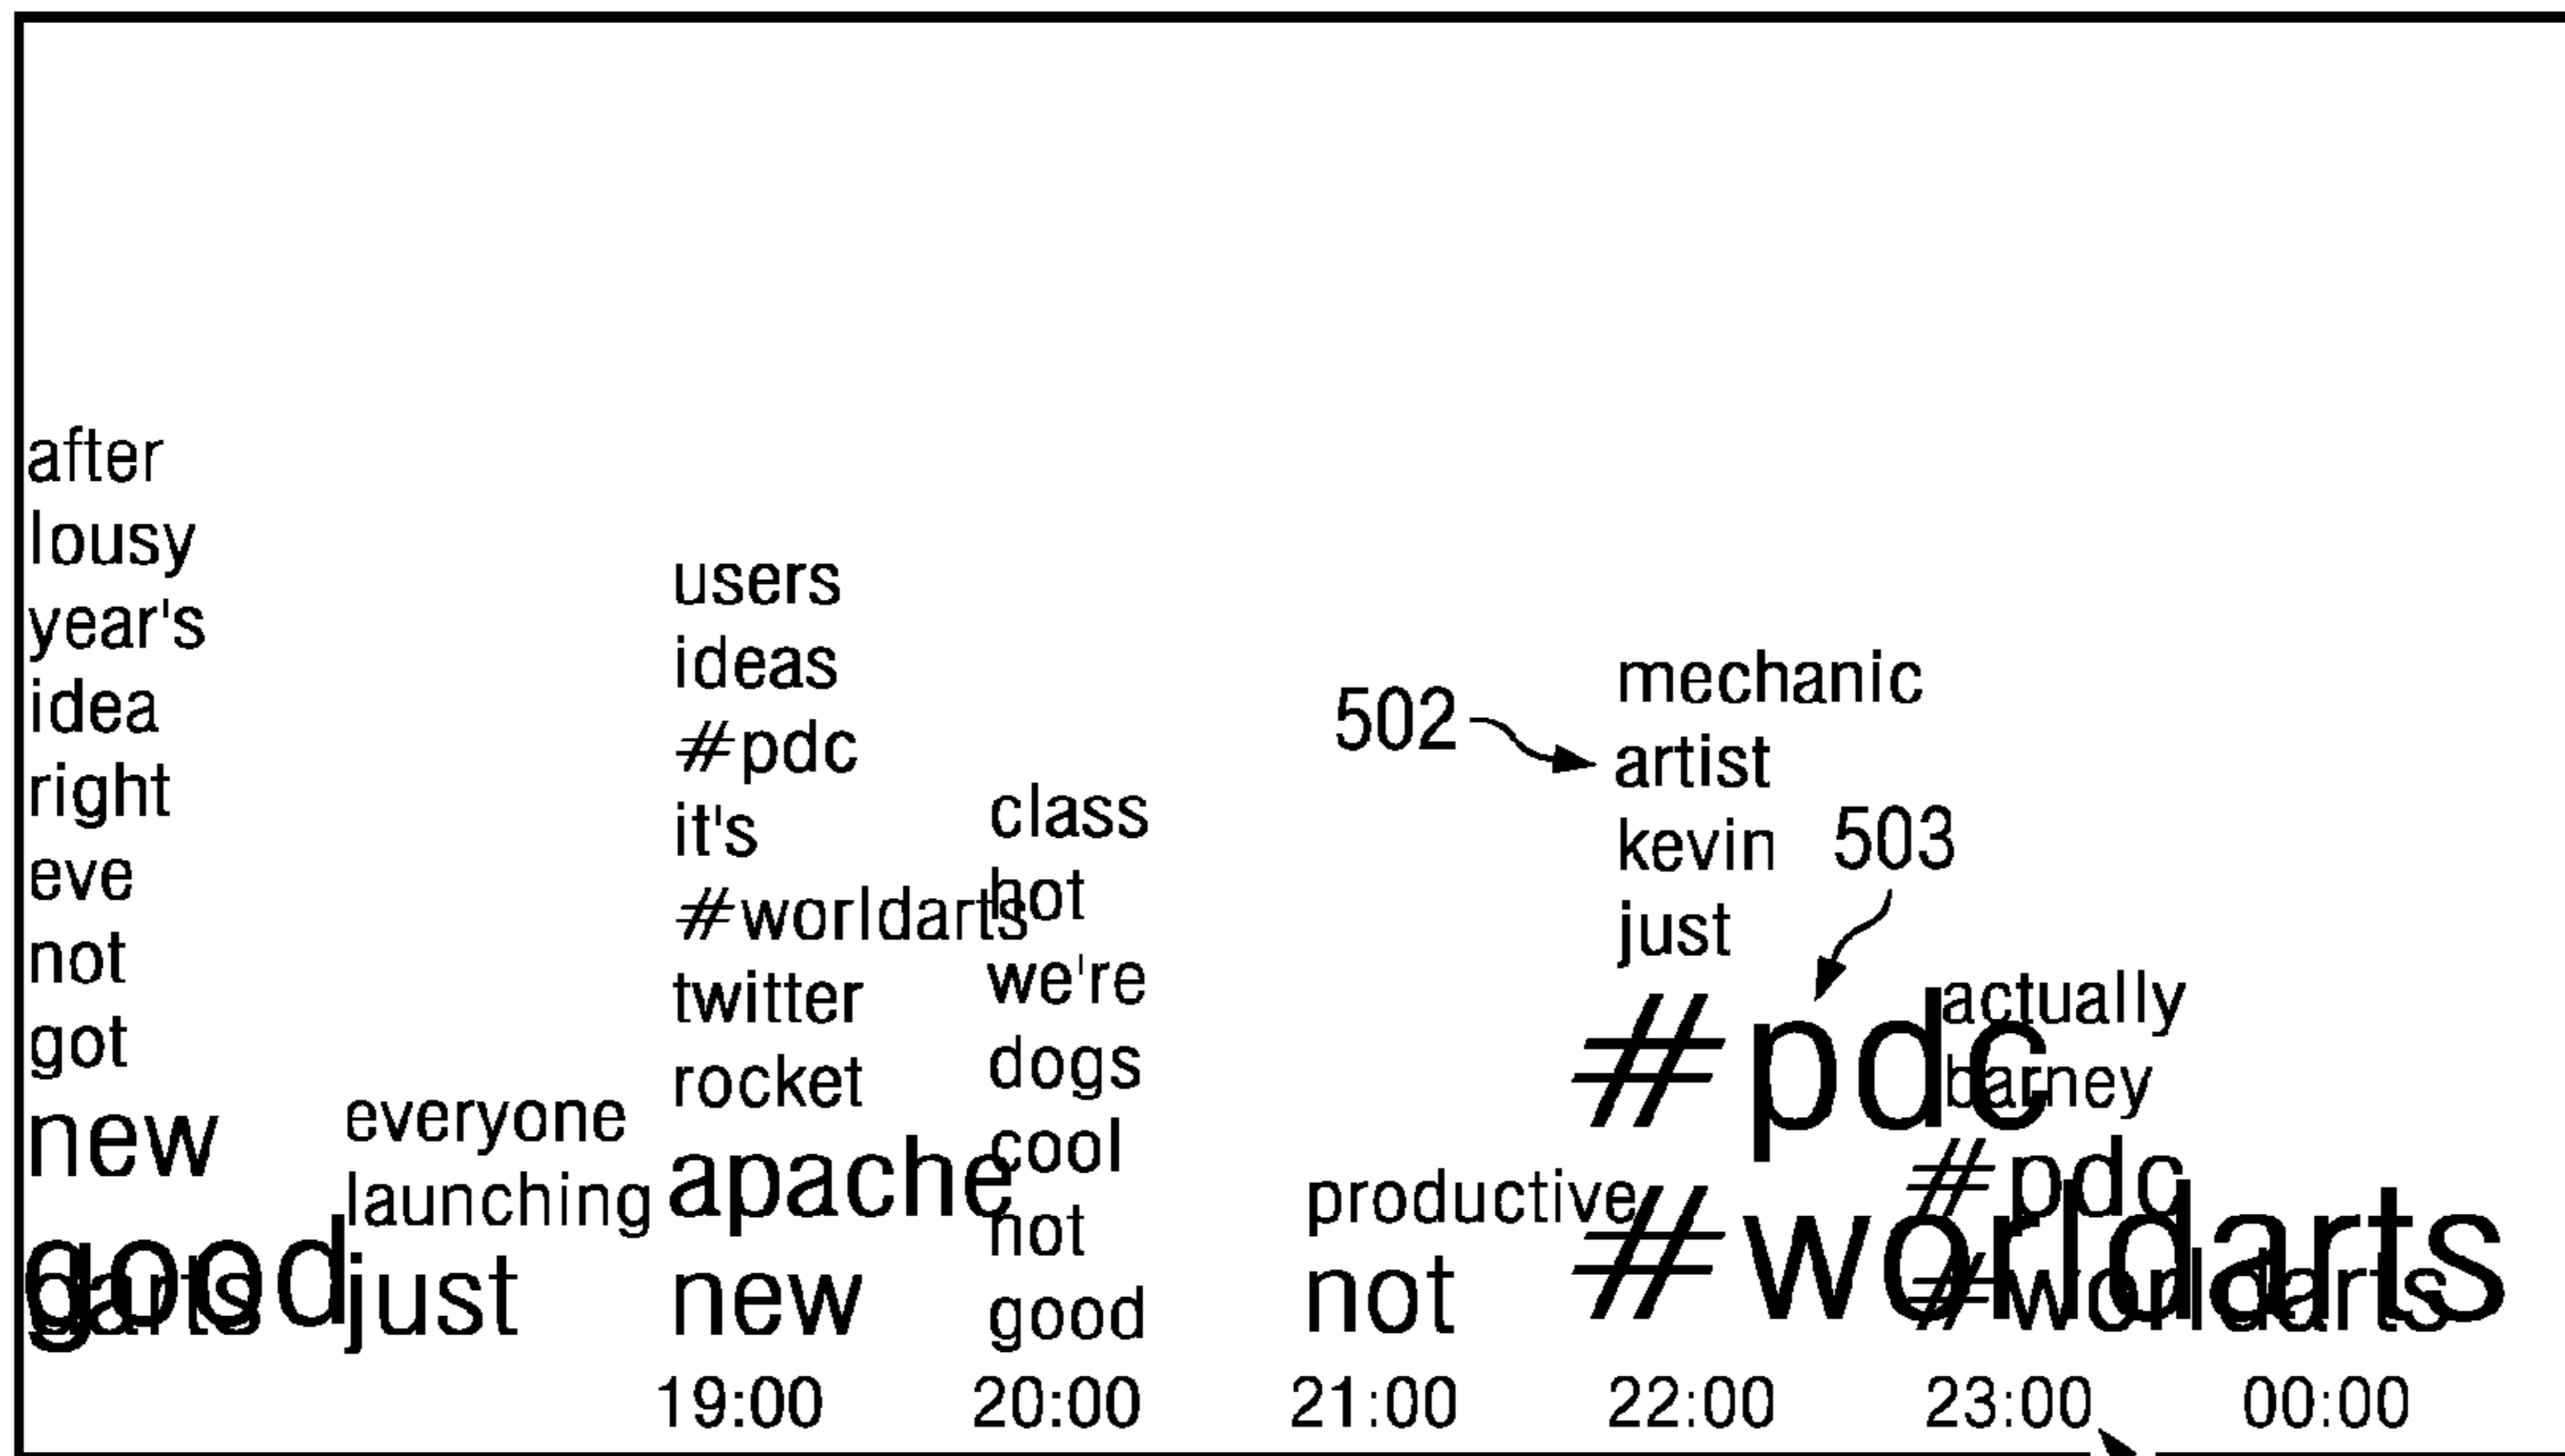 after
lousy
year's
idea
right
eve
not
got
new
good
darts
everyone
launching
just
users
ideas
#pdc
it's
#worldarts
twitter
rocket
apache
new
class
hot
we're
dogs
cool
not
good
productive
not
502
mechanic
artist
kevin
just
503
#pdc
#worldarts
actually
barney
#pdc
#worldarts
19:00 20:00 21:00 22:00 23:00 00:00